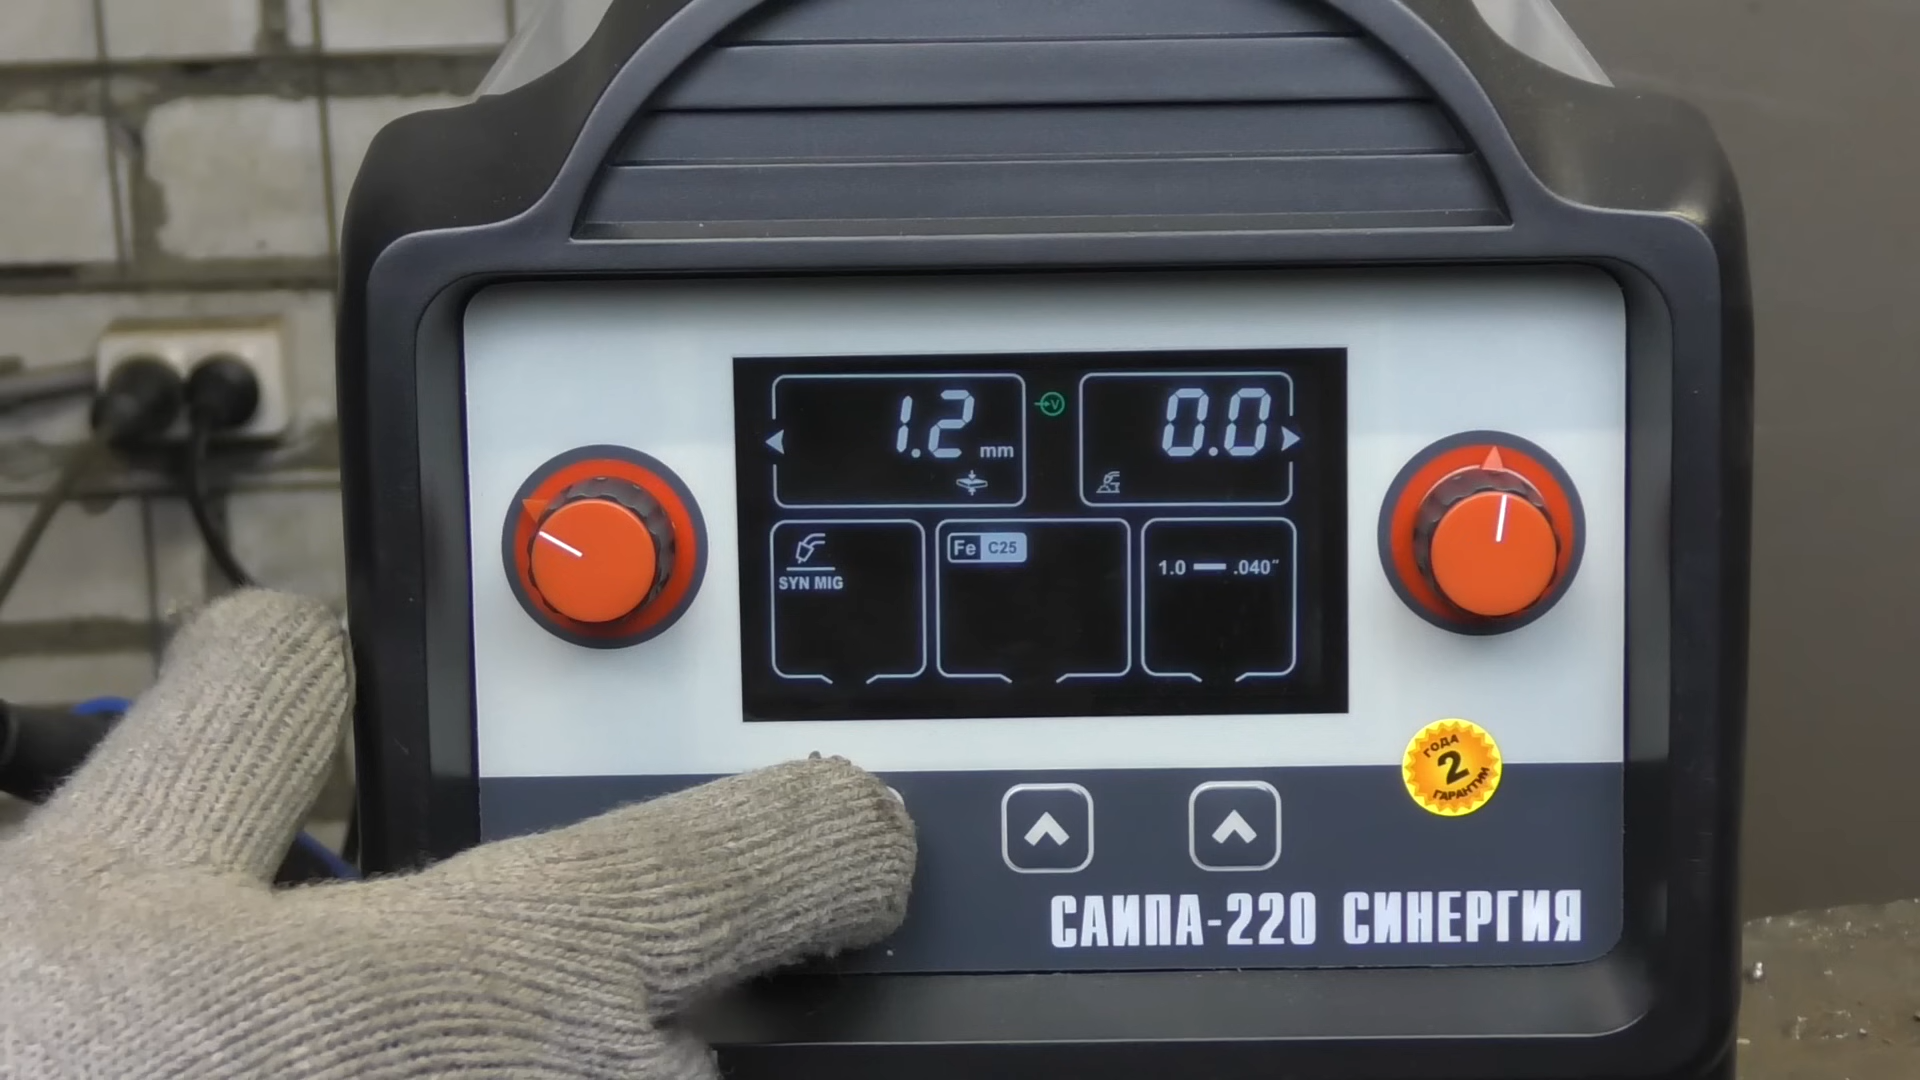 1.2 mm
0.0
SYN MIG
Fe C25
1.0 — .040"
ГОДА
2
ГАРАНТИИ
САИПА-220 СИНЕРГИЯ